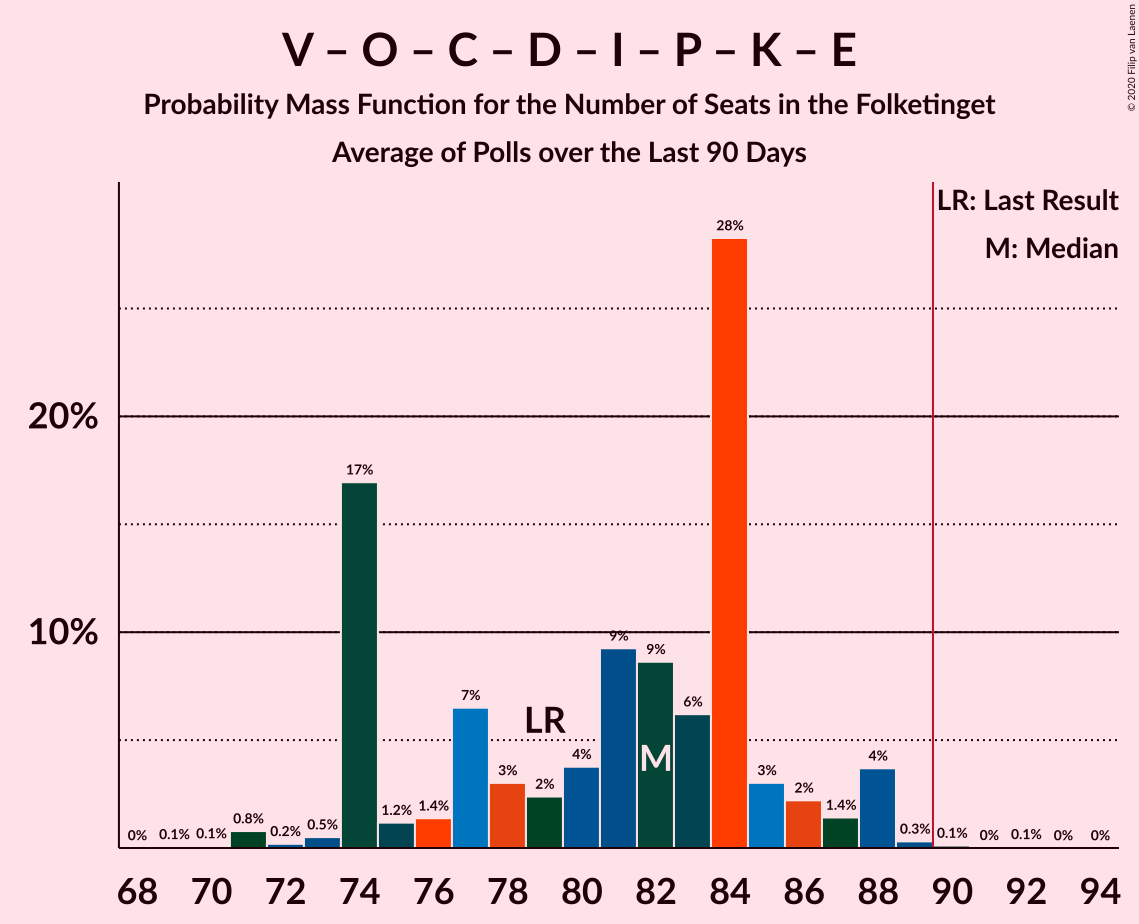 V – O – C – D – I – P – K – E
Probability Mass Function for the Number of Seats in the Folketinget
Average of Polls over the Last 90 Days
© 2020 Filip van Laenen
LR: Last Result
M: Median
20%
10%
0% 0.1% 0.1% 0.8% 0.2% 0.5% 17% 1.2% 1.4% 7% 3% 2% 4% 9% 9% 6% 28% 3% 2% 1.4% 4% 0.3% 0.1% 0% 0.1% 0% 0%
LR
M
68 70 72 74 76 78 80 82 84 86 88 90 92 94